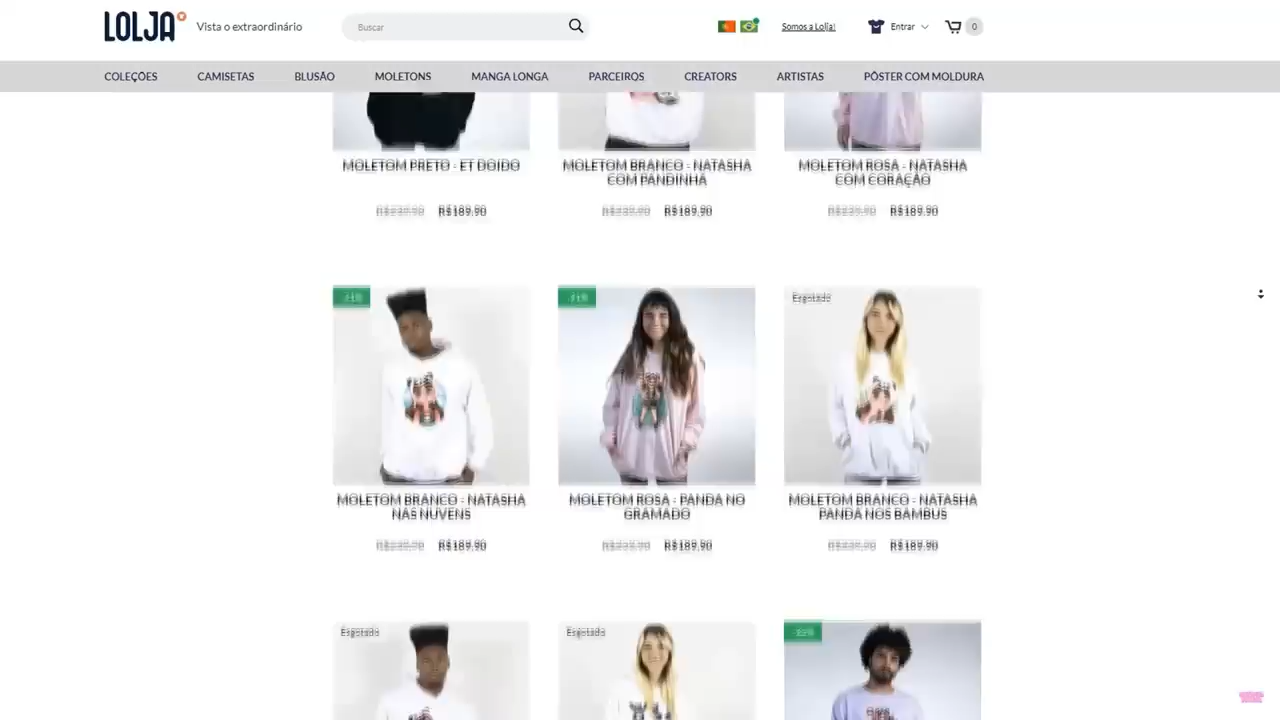 LOLJA
Vista o extraordinário
Buscar
Somos a Lolja!
Entrar
0
COLEÇÕES
CAMISETAS
BLUSÃO
MOLETONS
MANGA LONGA
PARCEIROS
CREATORS
ARTISTAS
PÔSTER COM MOLDURA
MOLETOM PRETO - ET DOIDO
R$189,90
MOLETOM BRANCO - NATASHA
COM PANDINHA
R$189,90
MOLETOM ROSA - NATASHA
COM CORAÇÃO
R$189,90
MOLETOM BRANCO - NATASHA
NAS NUVENS
R$189,90
MOLETOM ROSA - PANDA NO
GRAMADO
R$189,90
Esgotado
MOLETOM BRANCO - NATASHA
PANDA NOS BAMBUS
R$189,90
Esgotado
Esgotado